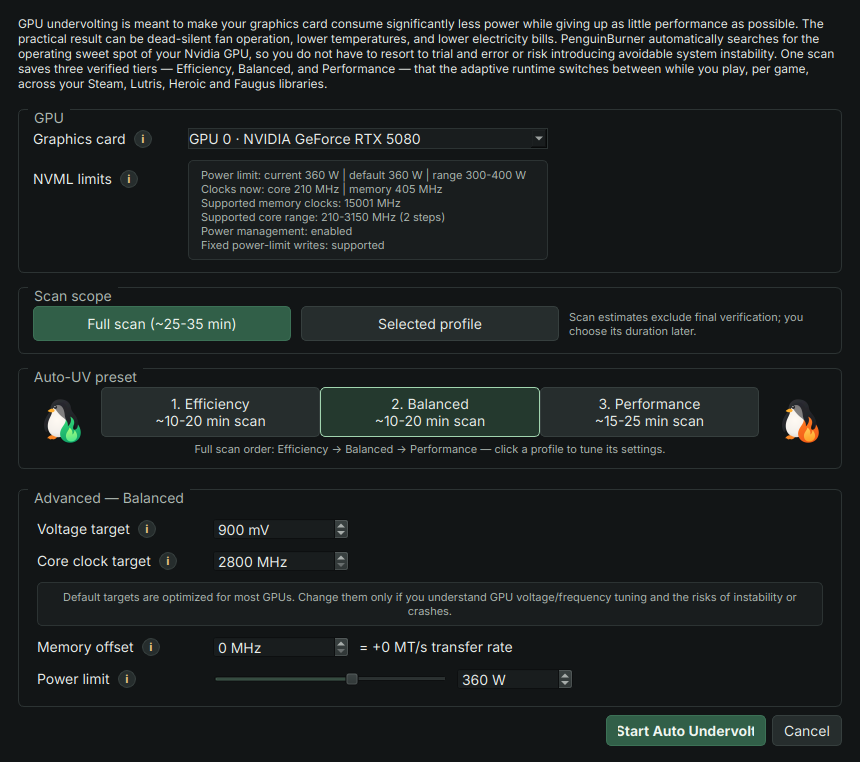 GPU undervolting is meant to make your graphics card consume significantly less power while giving up as little performance as possible. The
practical result can be dead-silent fan operation, lower temperatures, and lower electricity bills. PenguinBurner automatically searches for the
operating sweet spot of your Nvidia GPU, so you do not have to resort to trial and error or risk introducing avoidable system instability. One scan
saves three verified tiers — Efficiency, Balanced, and Performance — that the adaptive runtime switches between while you play, per game,
across your Steam, Lutris, Heroic and Faugus libraries.
GPU
Graphics card i GPU 0 · NVIDIA GeForce RTX 5080
NVML limits i
Power limit: current 360 W | default 360 W | range 300-400 W
Clocks now: core 210 MHz | memory 405 MHz
Supported memory clocks: 15001 MHz
Supported core range: 210-3150 MHz (2 steps)
Power management: enabled
Fixed power-limit writes: supported
Scan scope
Full scan (~25-35 min) Selected profile
Scan estimates exclude final verification; you
choose its duration later.
Auto-UV preset
1. Efficiency
~10-20 min scan
2. Balanced
~10-20 min scan
3. Performance
~15-25 min scan
Full scan order: Efficiency → Balanced → Performance — click a profile to tune its settings.
Advanced — Balanced
Voltage target i 900 mV
Core clock target i 2800 MHz
Default targets are optimized for most GPUs. Change them only if you understand GPU voltage/frequency tuning and the risks of instability or
crashes.
Memory offset i 0 MHz = +0 MT/s transfer rate
Power limit i 360 W
Start Auto Undervolt Cancel